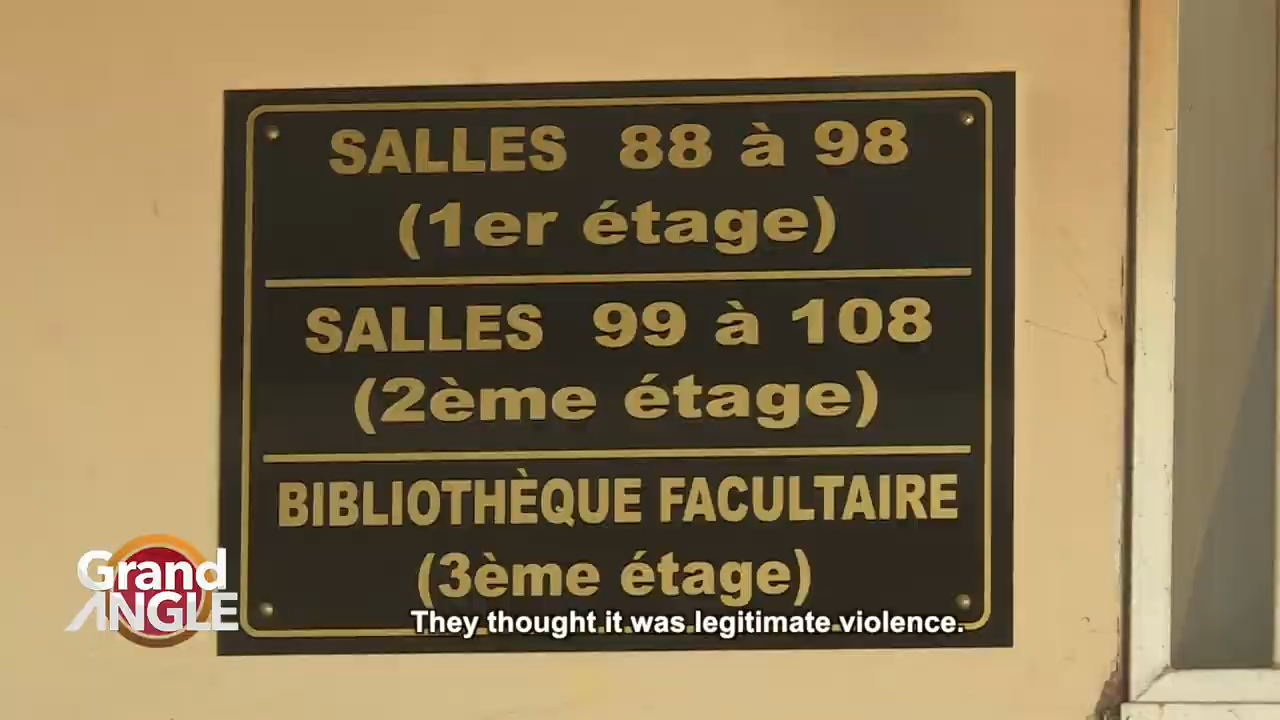 SALLES 88 à 98
(1er étage)
SALLES 99 à 108
(2ème étage)
BIBLIOTHÈQUE FACULTAIRE
(3ème étage)
Grand
ANGLE
They thought it was legitimate violence.